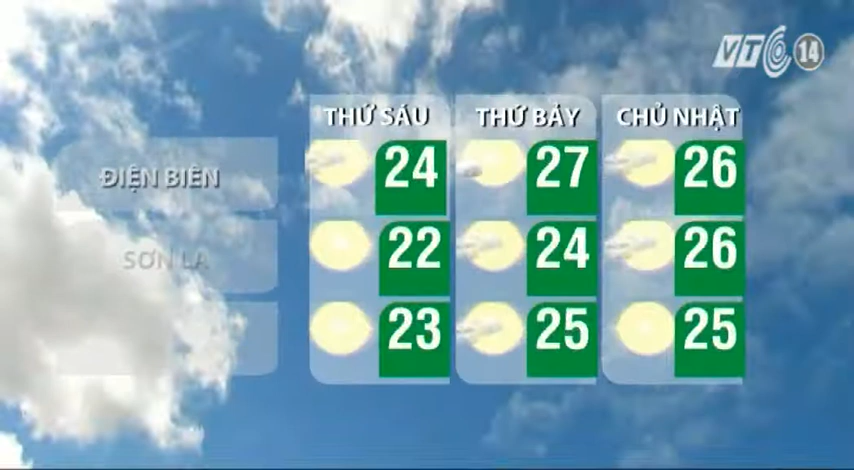 VTC 14
THỨ SÁU THỨ BẢY CHỦ NHẬT
ĐIỆN BIÊN 24 27 26
SƠN LA 22 24 26
23 25 25